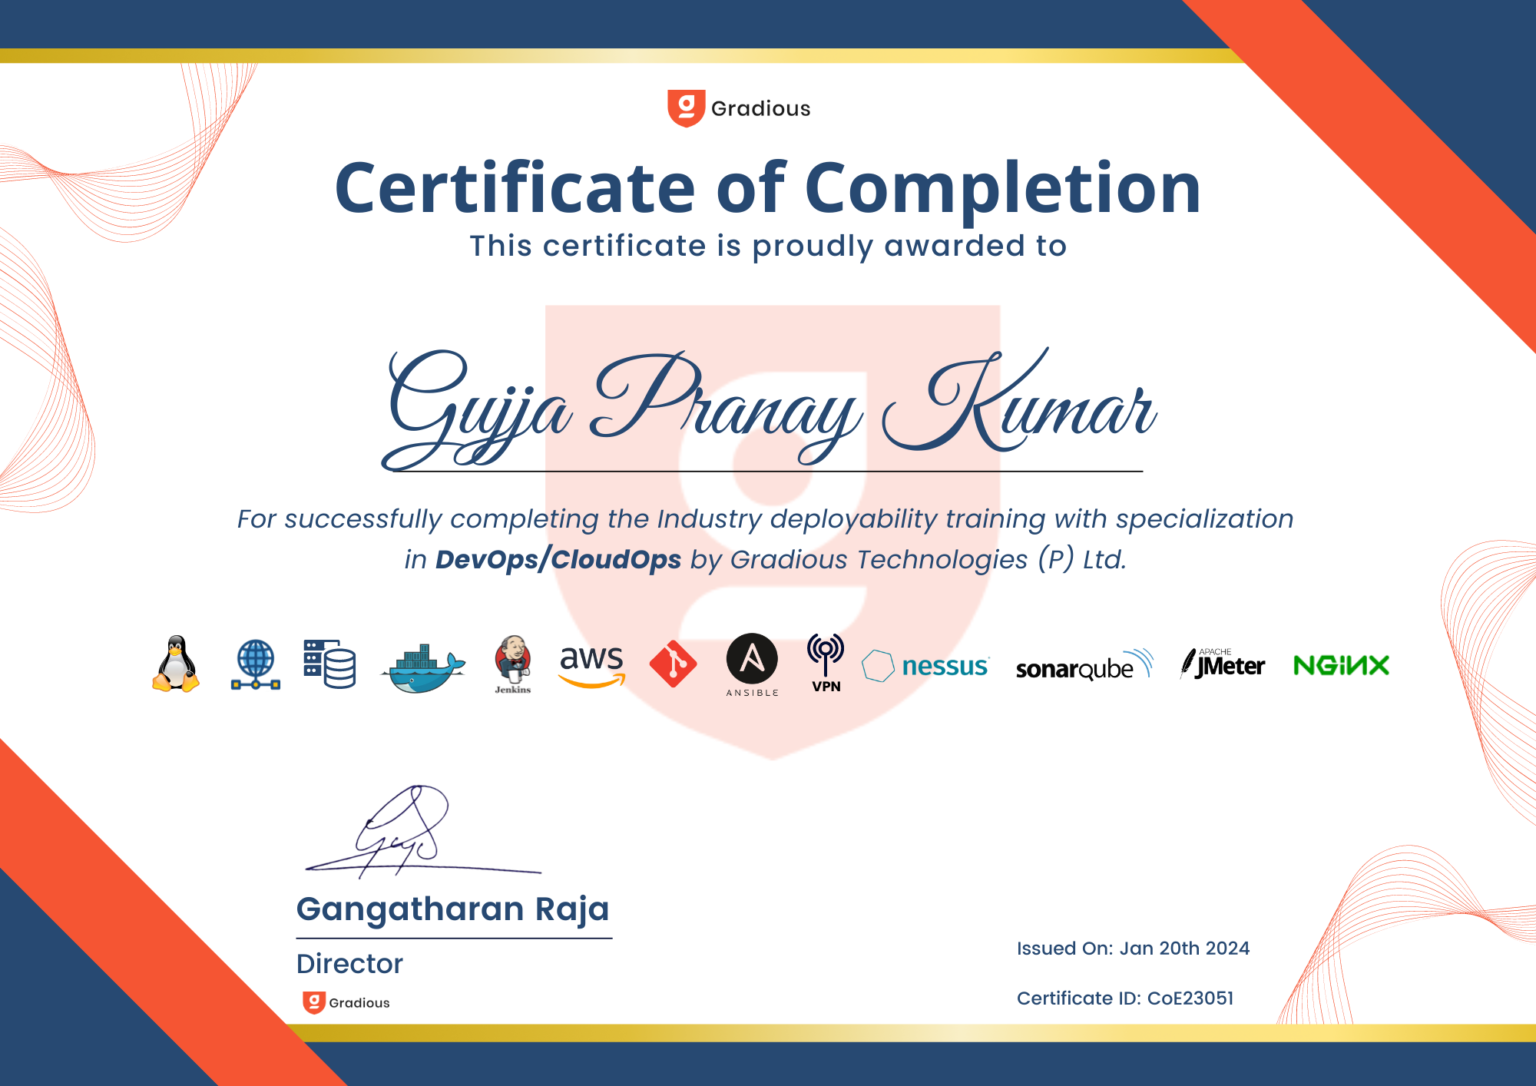 Gradious
Certificate of Completion
This certificate is proudly awarded to
Gujja Pranay Kumar
For successfully completing the Industry deployability training with specialization
in DevOps/CloudOps by Gradious Technologies (P) Ltd.
Jenkins
aws
ANSIBLE
VPN
nessus
sonarqube
APACHE
JMeter
NGINX
Gangatharan Raja
Director
Gradious
Issued On: Jan 20th 2024
Certificate ID: CoE23051